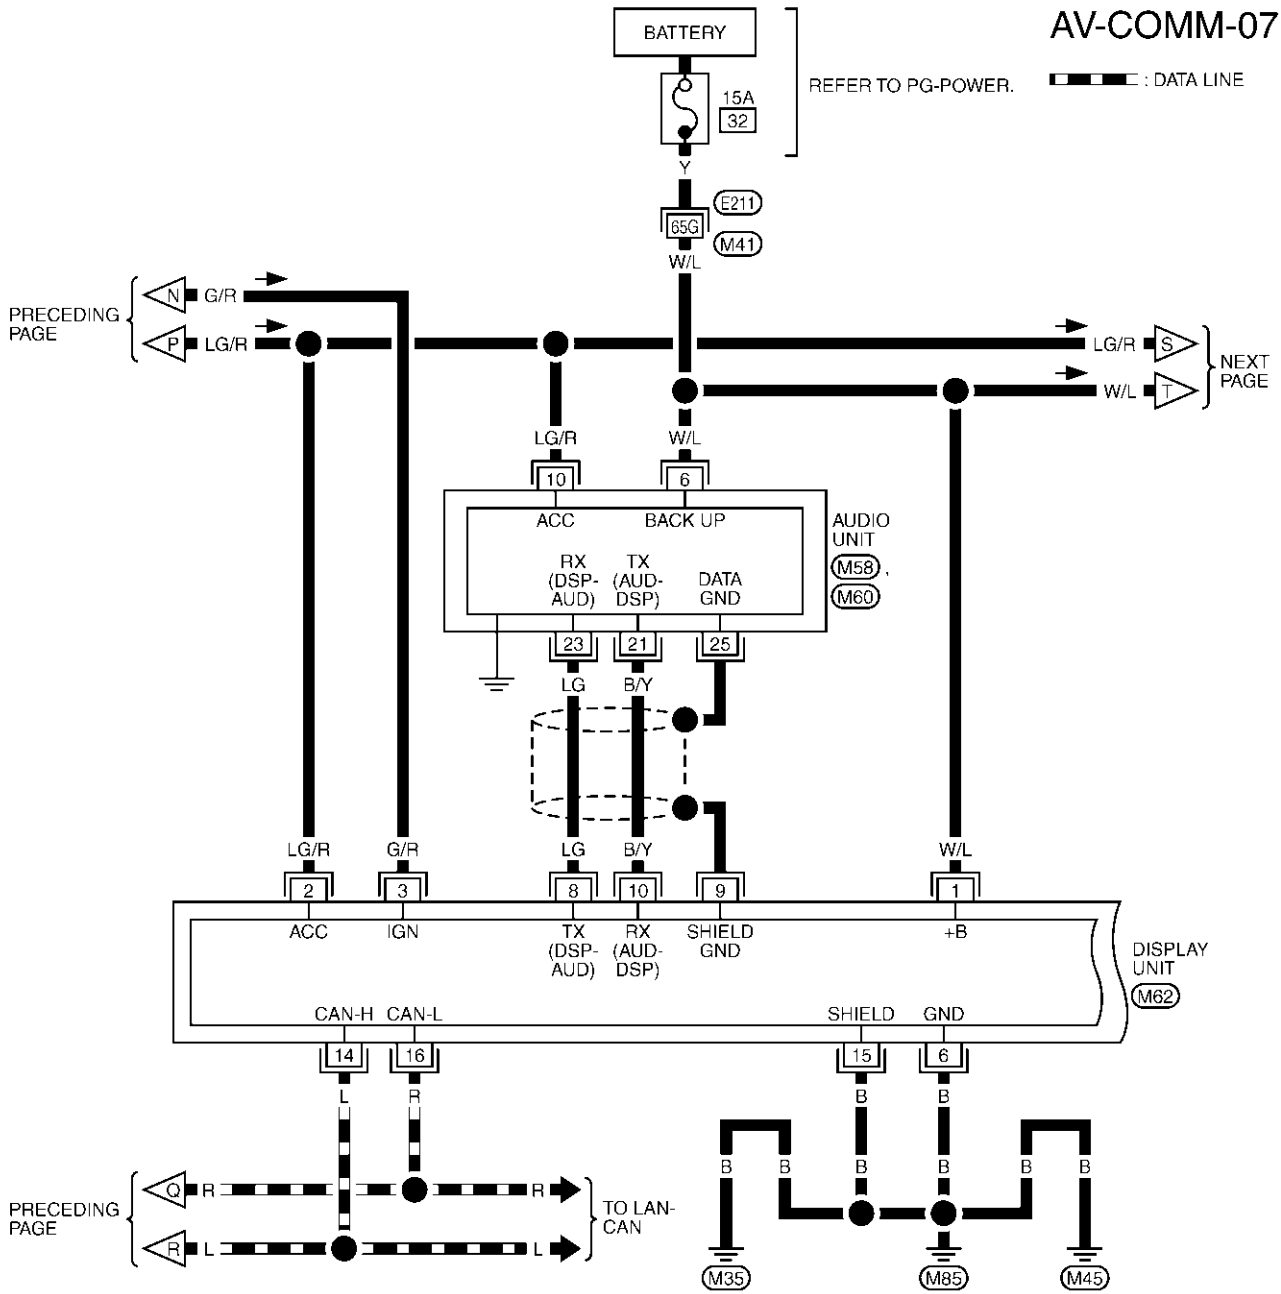 AV-COMM-07
BATTERY
: DATA LINE
REFER TO PG-POWER.
15A
32
Y
E211
65G
M41
W/L
N
G/R
PRECEDING
PAGE
P
LG/R
LG/R
S
NEXT
PAGE
W/L
T
LG/R
W/L
10
6
ACC
BACK UP
AUDIO
UNIT
RX
(DSP-
AUD)
TX
(AUD-
DSP)
DATA
GND
M58 ,
M60
23
21
25
LG
B/Y
LG/R
G/R
LG
B/Y
W/L
2
3
8
10
9
1
ACC
IGN
TX
(DSP-
AUD)
RX
(AUD-
DSP)
SHIELD
GND
+B
DISPLAY
UNIT
M62
CAN-H
CAN-L
SHIELD
GND
14
16
15
6
L
R
B
B
B
B
B
B
B
B
PRECEDING
PAGE
Q
R
R
TO LAN-
CAN
R
L
L
M35
M85
M45